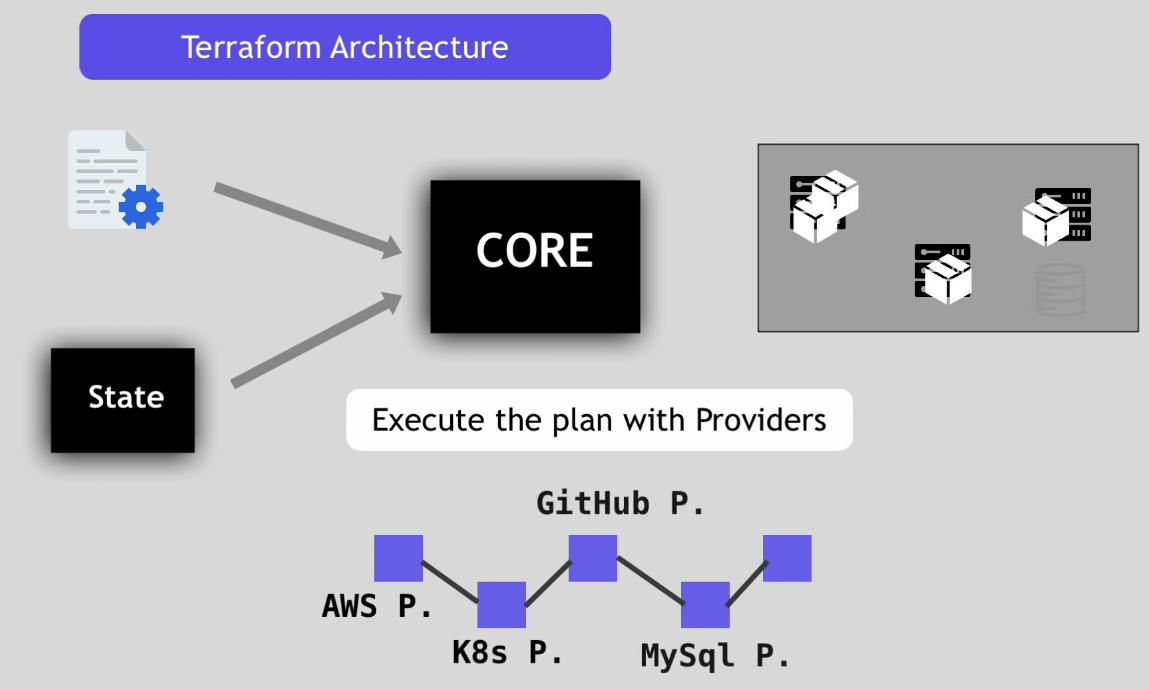 Terraform Architecture
CORE
State
Execute the plan with Providers
GitHub P.
AWS P.
K8s P.
MySql P.